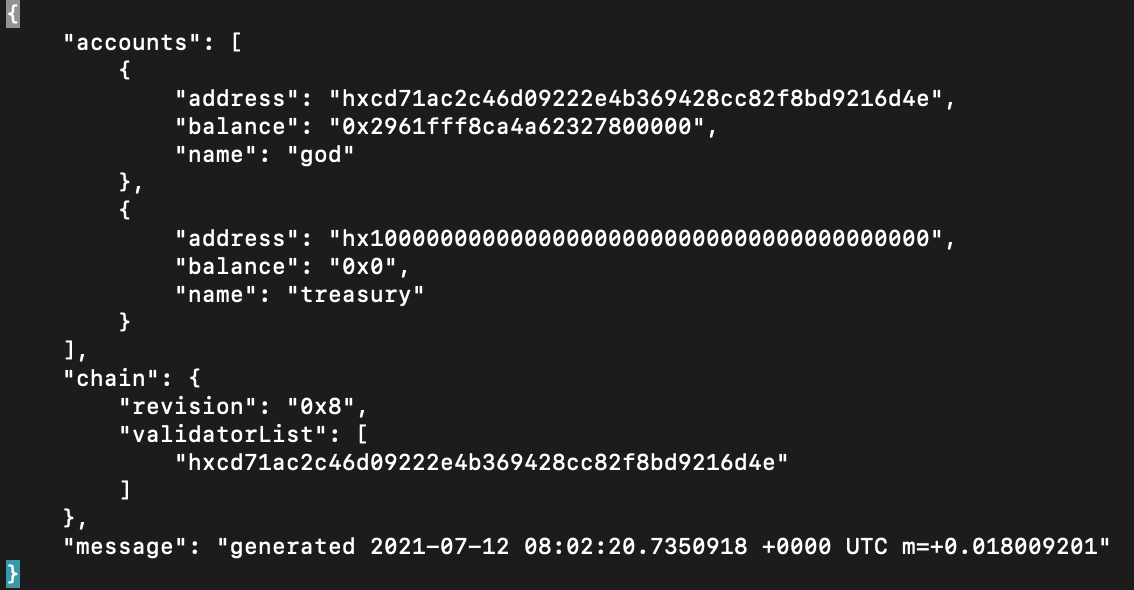 {
    "accounts": [
        {
            "address": "hxcd71ac2c46d09222e4b369428cc82f8bd9216d4e",
            "balance": "0x2961fff8ca4a62327800000",
            "name": "god"
        },
        {
            "address": "hx1000000000000000000000000000000000000000",
            "balance": "0x0",
            "name": "treasury"
        }
    ],
    "chain": {
        "revision": "0x8",
        "validatorList": [
            "hxcd71ac2c46d09222e4b369428cc82f8bd9216d4e"
        ]
    },
    "message": "generated 2021-07-12 08:02:20.7350918 +0000 UTC m=+0.018009201"
}